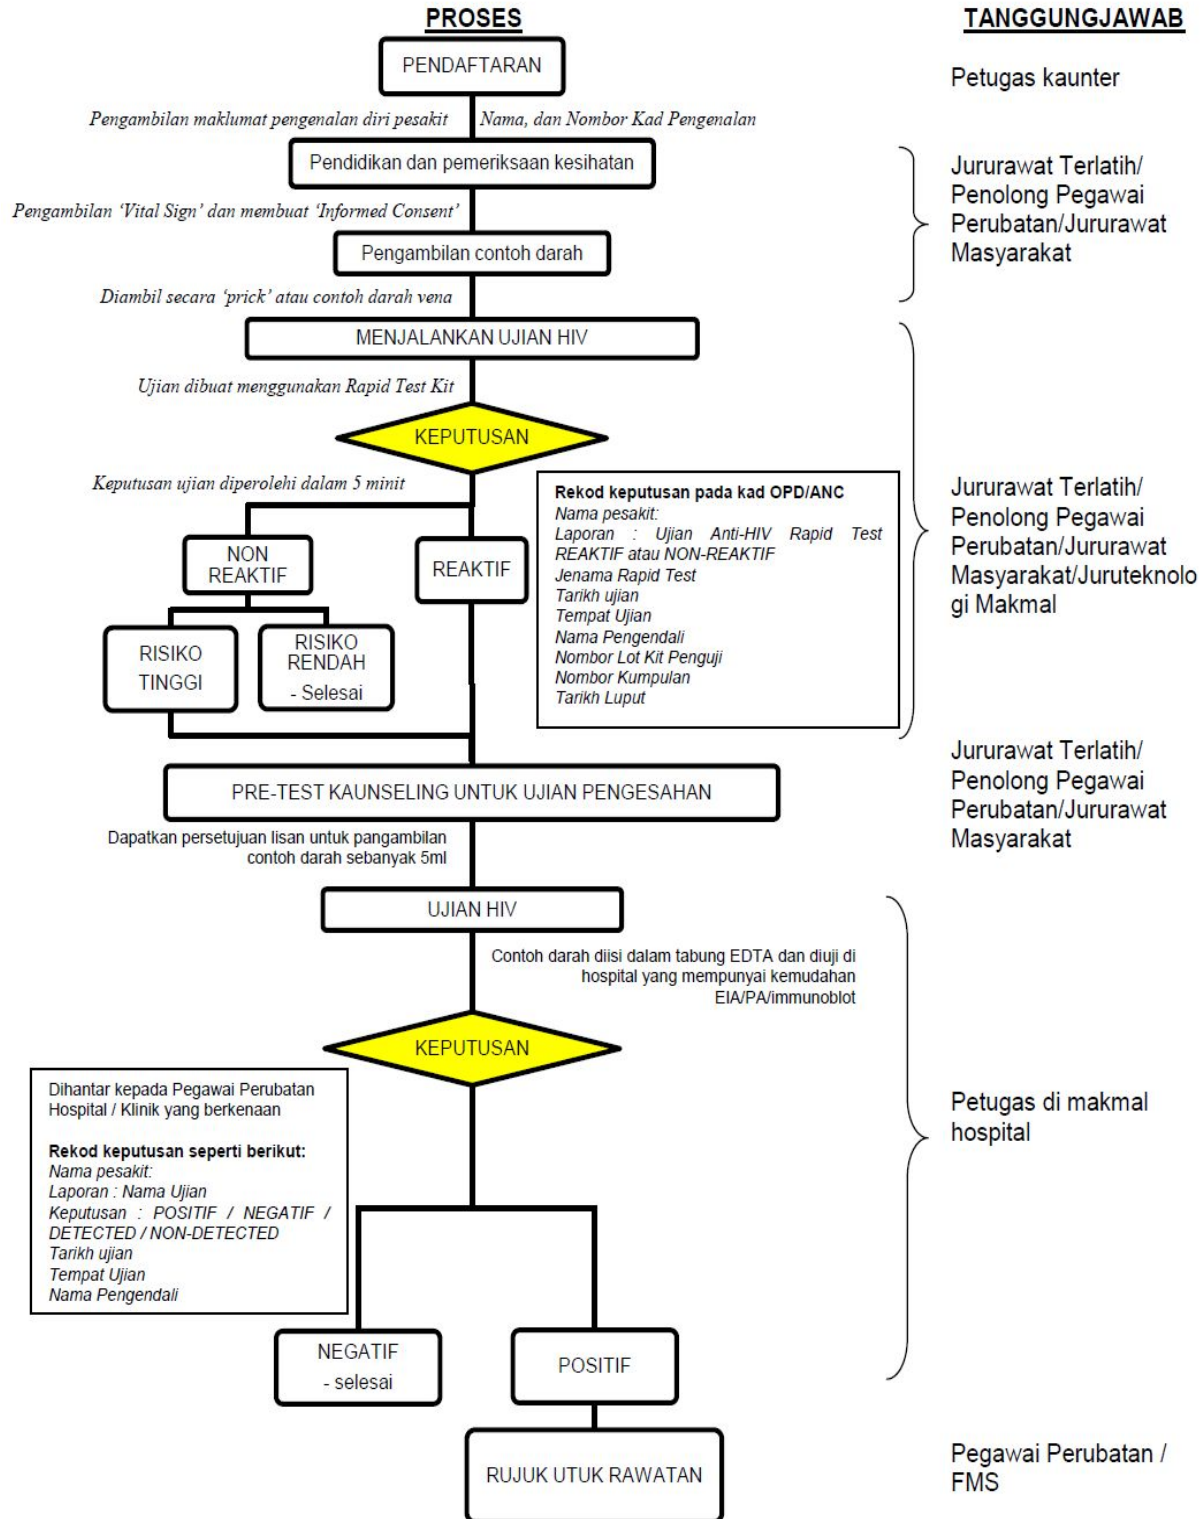 PROSES
TANGGUNGJAWAB
PENDAFTARAN
Petugas kaunter
Pengambilan maklumat pengenalan diri pesakit
Nama, dan Nombor Kad Pengenalan
Pendidikan dan pemeriksaan kesihatan
Jururawat Terlatih/
Penolong Pegawai
Perubatan/Jururawat
Masyarakat
Pengambilan ‘Vital Sign’ dan membuat ‘Informed Consent’
Pengambilan contoh darah
Diambil secara ‘prick’ atau contoh darah vena
MENJALANKAN UJIAN HIV
Ujian dibuat menggunakan Rapid Test Kit
KEPUTUSAN
Keputusan ujian diperolehi dalam 5 minit
NON
REAKTIF
REAKTIF
RISIKO
TINGGI
RISIKO
RENDAH
- Selesai
Rekod keputusan pada kad OPD/ANC
Nama pesakit:
Laporan : Ujian Anti-HIV Rapid Test
REAKTIF atau NON-REAKTIF
Jenama Rapid Test
Tarikh ujian
Tempat Ujian
Nama Pengendali
Nombor Lot Kit Penguji
Nombor Kumpulan
Tarikh Luput
Jururawat Terlatih/
Penolong Pegawai
Perubatan/Jururawat
Masyarakat/Juruteknolo
gi Makmal
PRE-TEST KAUNSELING UNTUK UJIAN PENGESAHAN
Jururawat Terlatih/
Penolong Pegawai
Perubatan/Jururawat
Masyarakat
Dapatkan persetujuan lisan untuk pangambilan
contoh darah sebanyak 5ml
UJIAN HIV
Contoh darah diisi dalam tabung EDTA dan diuji di
hospital yang mempunyai kemudahan
EIA/PA/immunoblot
KEPUTUSAN
Dihantar kepada Pegawai Perubatan
Hospital / Klinik yang berkenaan
Rekod keputusan seperti berikut:
Nama pesakit:
Laporan : Nama Ujian
Keputusan : POSITIF / NEGATIF /
DETECTED / NON-DETECTED
Tarikh ujian
Tempat Ujian
Nama Pengendali
Petugas di makmal
hospital
NEGATIF
- selesai
POSITIF
RUJUK UTUK RAWATAN
Pegawai Perubatan /
FMS